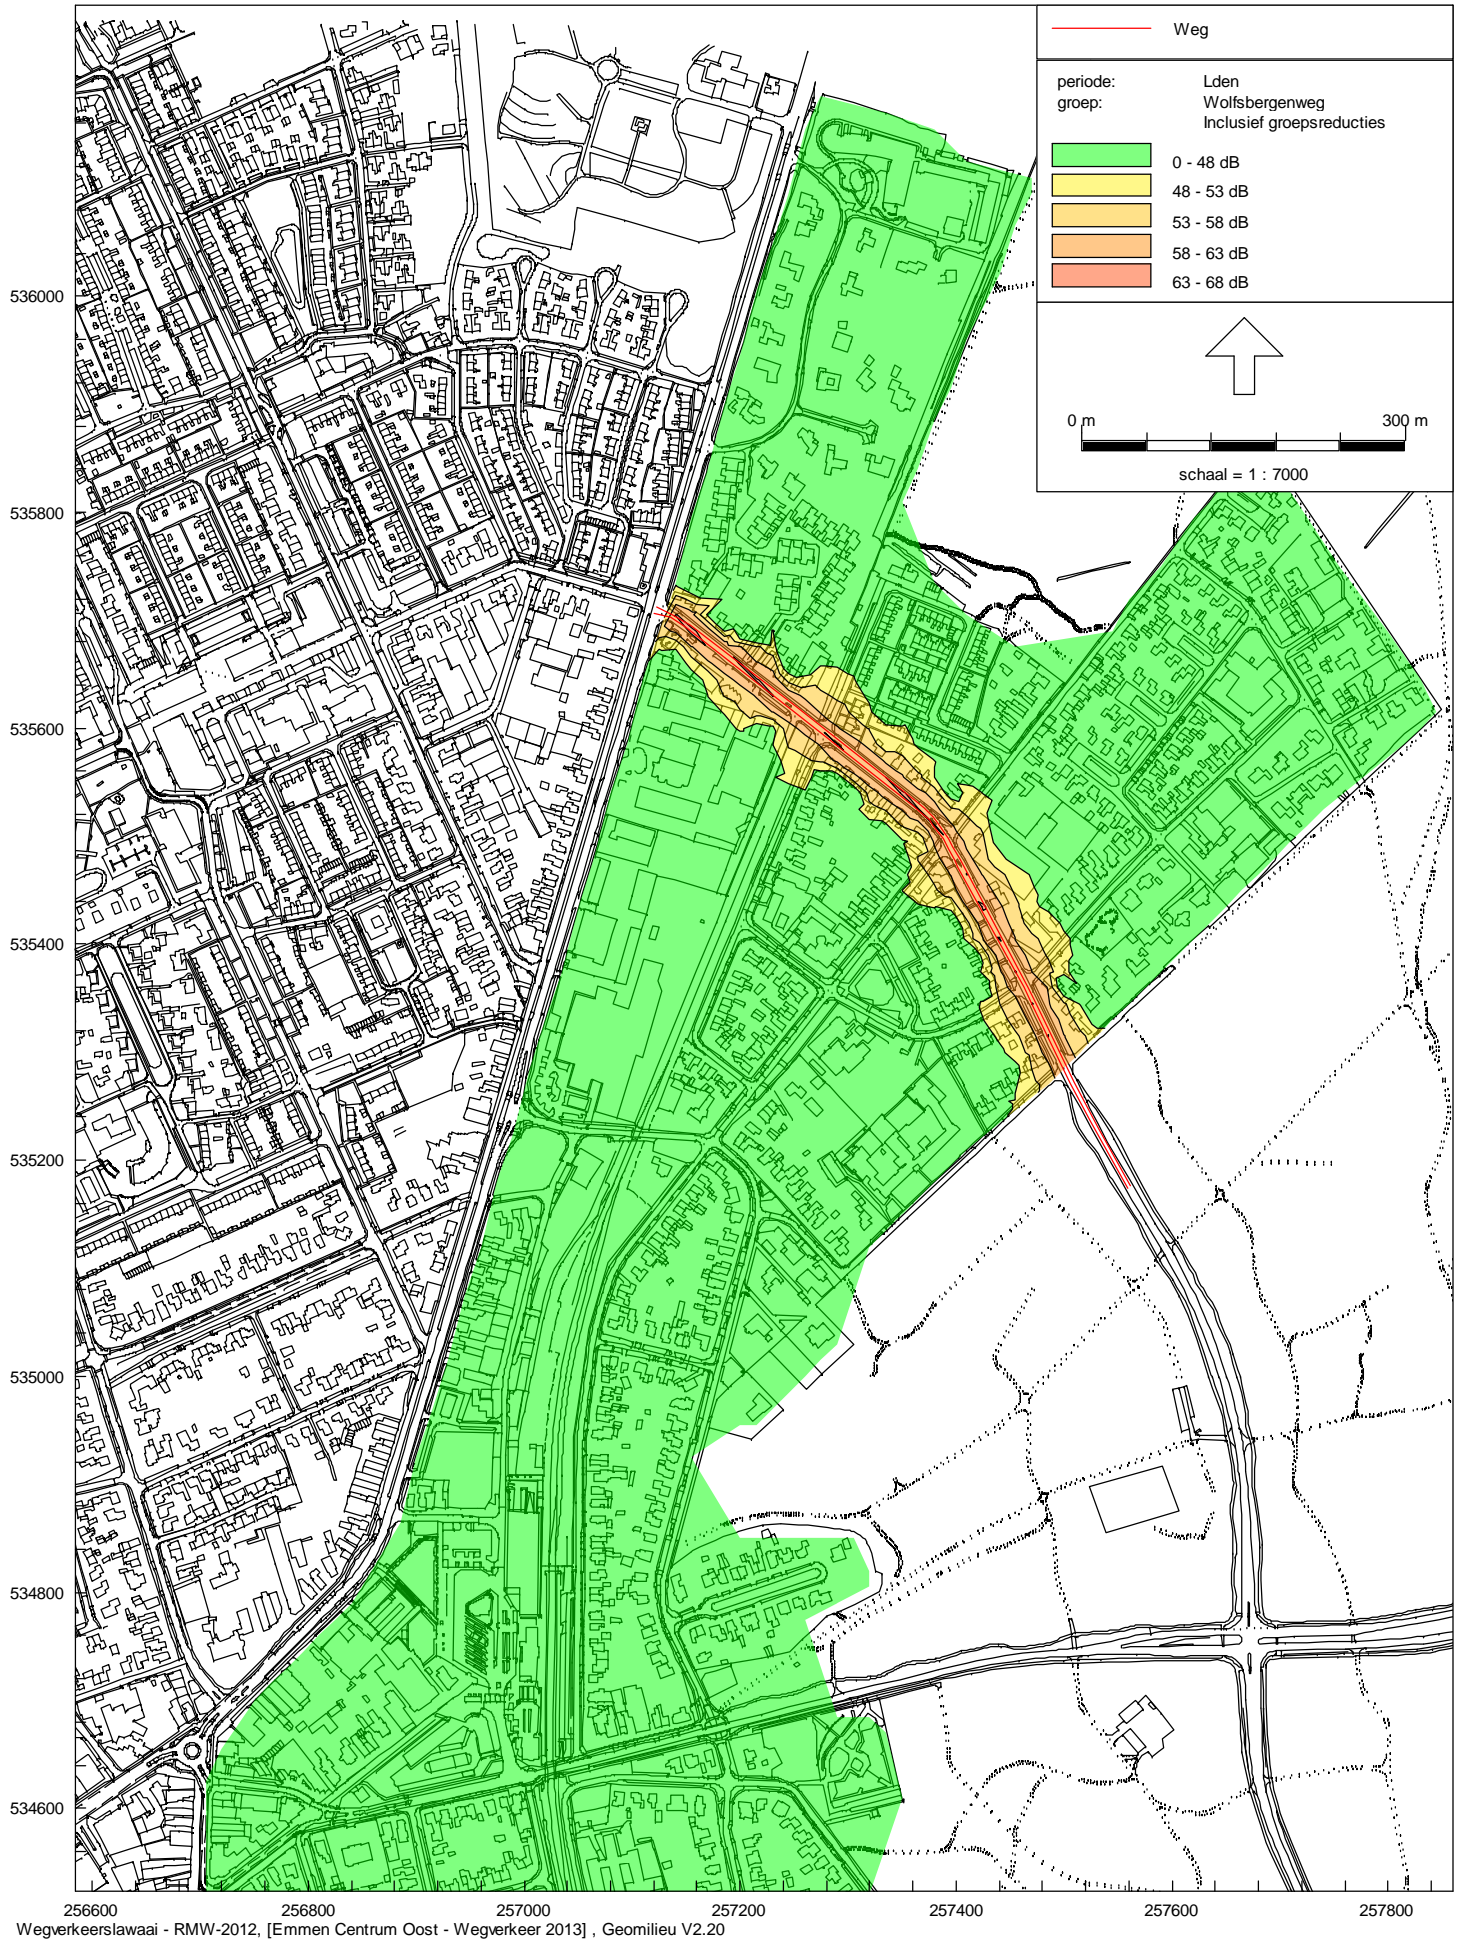 Weg
periode: Lden
groep: Wolfsbergenweg
Inclusief groepsreducties
0 - 48 dB
48 - 53 dB
53 - 58 dB
58 - 63 dB
63 - 68 dB
0 m 300 m
schaal = 1 : 7000
536000
535800
535600
535400
535200
535000
534800
534600
266600 266800 257000 257200 257400 257600 257800
Wegverkeerslawaai - RMW-2012, [Emmen Centrum Oost - Wegverkeer 2013] , Geomilieu V2.20